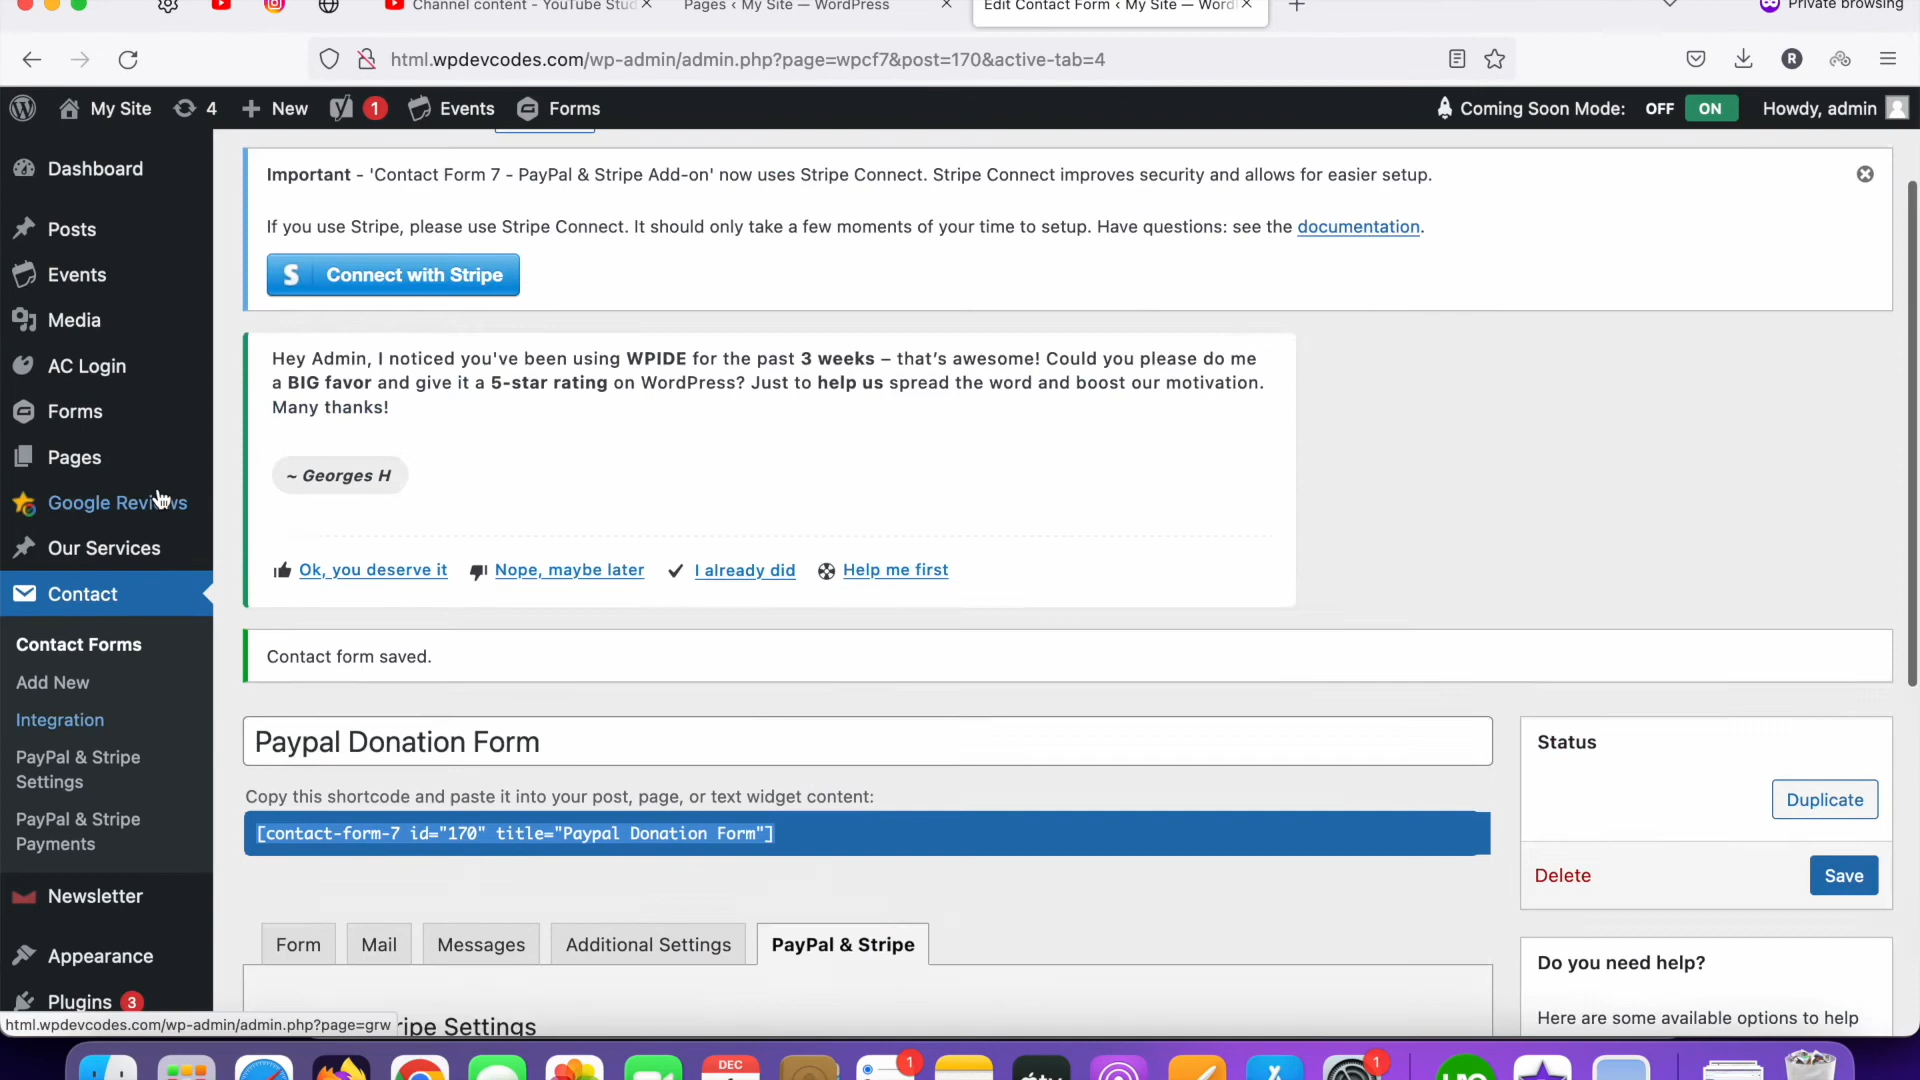 Channel content - YouTube Stud
Pages < My Site — WordPress
Edit Contact Form < My Site — Word
Private browsing
html.wpdevcodes.com/wp-admin/admin.php?page=wpcf7&post=170&active-tab=4
R
My Site
4
New
1
Events
Forms
Coming Soon Mode:
OFF
ON
Howdy, admin
Dashboard
Posts
Events
Media
AC Login
Forms
Pages
Google Reviews
Our Services
Contact
Contact Forms
Add New
Integration
PayPal & Stripe
Settings
PayPal & Stripe
Payments
Newsletter
Appearance
Plugins 3
html.wpdevcodes.com/wp-admin/admin.php?page=grw
Important - 'Contact Form 7 - PayPal & Stripe Add-on' now uses Stripe Connect. Stripe Connect improves security and allows for easier setup.
If you use Stripe, please use Stripe Connect. It should only take a few moments of your time to setup. Have questions: see the documentation.
S Connect with Stripe
Hey Admin, I noticed you've been using WPIDE for the past 3 weeks – that's awesome! Could you please do me
a BIG favor and give it a 5-star rating on WordPress? Just to help us spread the word and boost our motivation.
Many thanks!
~ Georges H
Ok, you deserve it
Nope, maybe later
I already did
Help me first
Contact form saved.
Paypal Donation Form
Copy this shortcode and paste it into your post, page, or text widget content:
[contact-form-7 id="170" title="Paypal Donation Form"]
Form
Mail
Messages
Additional Settings
PayPal & Stripe
ripe Settings
Status
Duplicate
Delete
Save
Do you need help?
Here are some available options to help
DEC
1
1